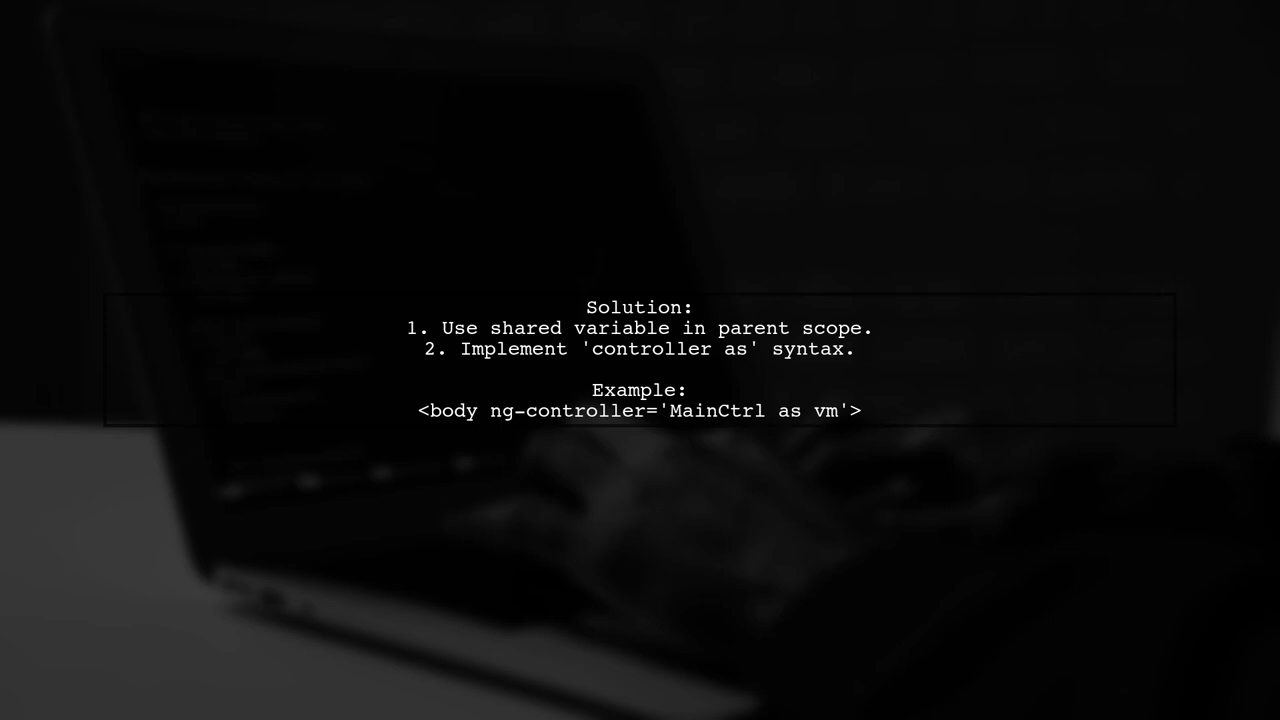 Solution:
1. Use shared variable in parent scope.
2. Implement 'controller as' syntax.
Example:
<body ng-controller='MainCtrl as vm'>